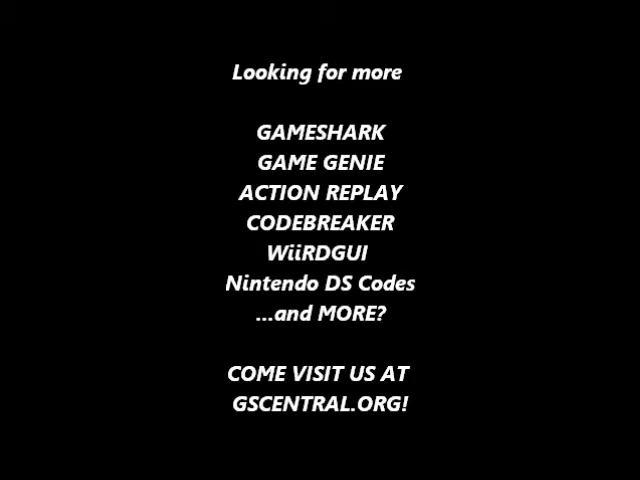 Looking for more
GAMESHARK
GAME GENIE
ACTION REPLAY
CODEBREAKER
WiiRDGUI
Nintendo DS Codes
...and MORE?
COME VISIT US AT
GSCENTRAL.ORG!